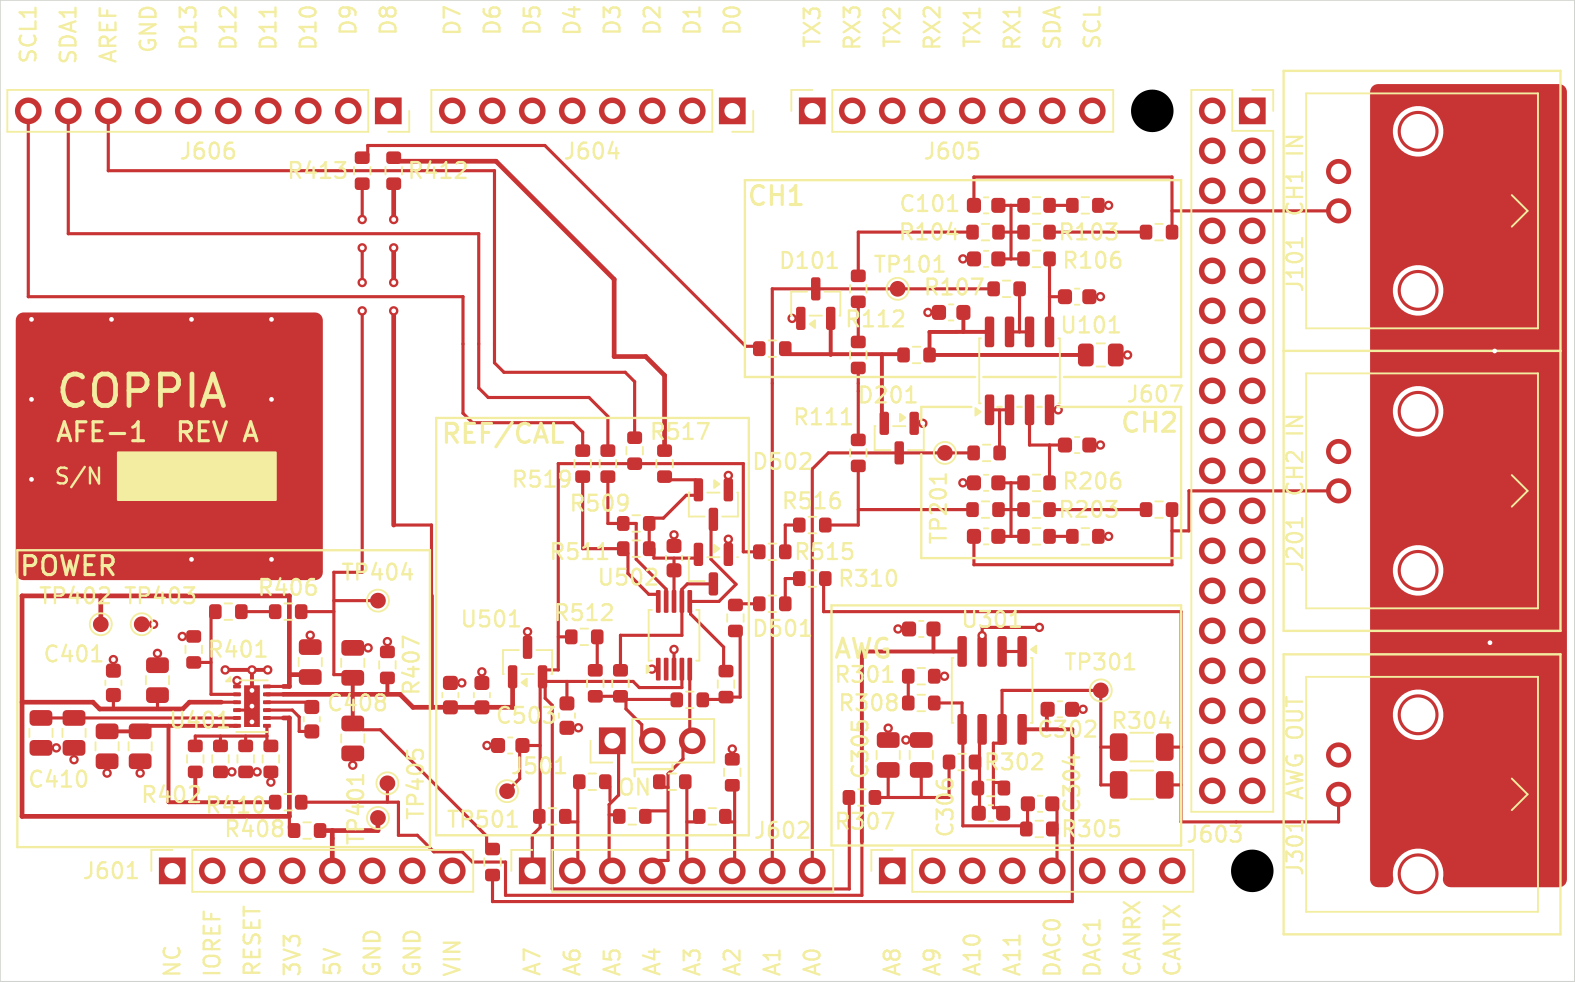 SCL1 SDA1 AREF GND D13 D12 D11 D10 D9 D8 D7 D6 D5 D4 D3 D2 D1 D0 TX3 RX3 TX2 RX2 TX1 RX1 SDA SCL
J606 J604 J605
R413 R412
CH1
C101
R104 R103
D101 TP101 R106
R107
R112 U101
J101 CH1 IN
COPPIA
AFE-1 REV A
S/N
D201 J607
R111 CH2
REF/CAL R517
D502
R519 R206
R509 R516 R203
TP201
J201 CH2 IN
R511 R515
U502 R310
POWER TP404
TP402 TP403 R406
R512 U301
U501 D501
R401 AWG
C401 R407 R301 TP301
C408 R308
U401 C503 C302 R304
C305 R302
C410 J501 C304
R402 ON
R410 TP401 TP405 C306
R408 TP501 R307 R305
J602 J603
J301 AWG OUT
J601
NC IOREF RESET 3V3 5V GND GND VIN A7 A6 A5 A4 A3 A2 A1 A0 A8 A9 A10 A11 DAC0 DAC1 CANRX CANTX